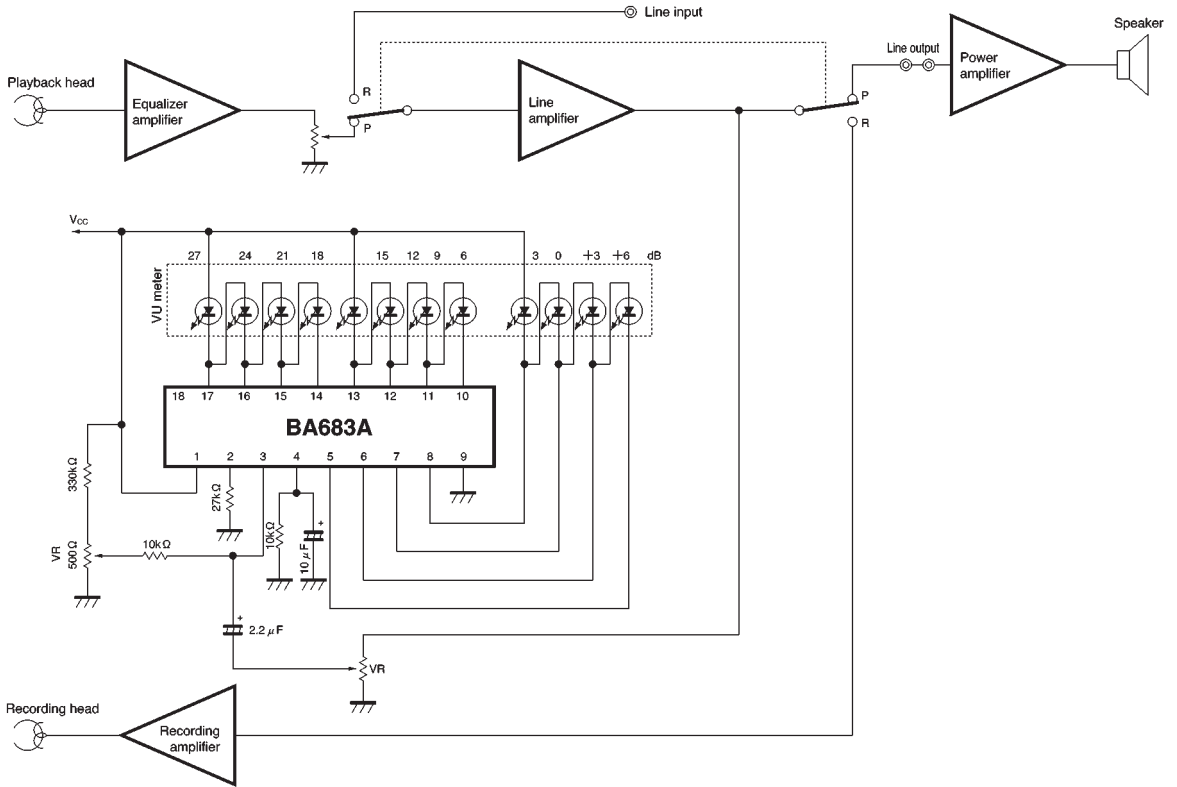 Line input
Speaker
Line output
Playback head
Equalizer
amplifier
R
P
Line
amplifier
P
R
Power
amplifier
Vcc
27 24 21 18 15 12 9 6 3 0 +3 +6 dB
VU meter
18 17 16 15 14 13 12 11 10
BA683A
1 2 3 4 5 6 7 8 9
330kΩ
27kΩ
10kΩ
10μF
+
VR
500Ω
10kΩ
+
2.2μF
VR
Recording head
Recording
amplifier